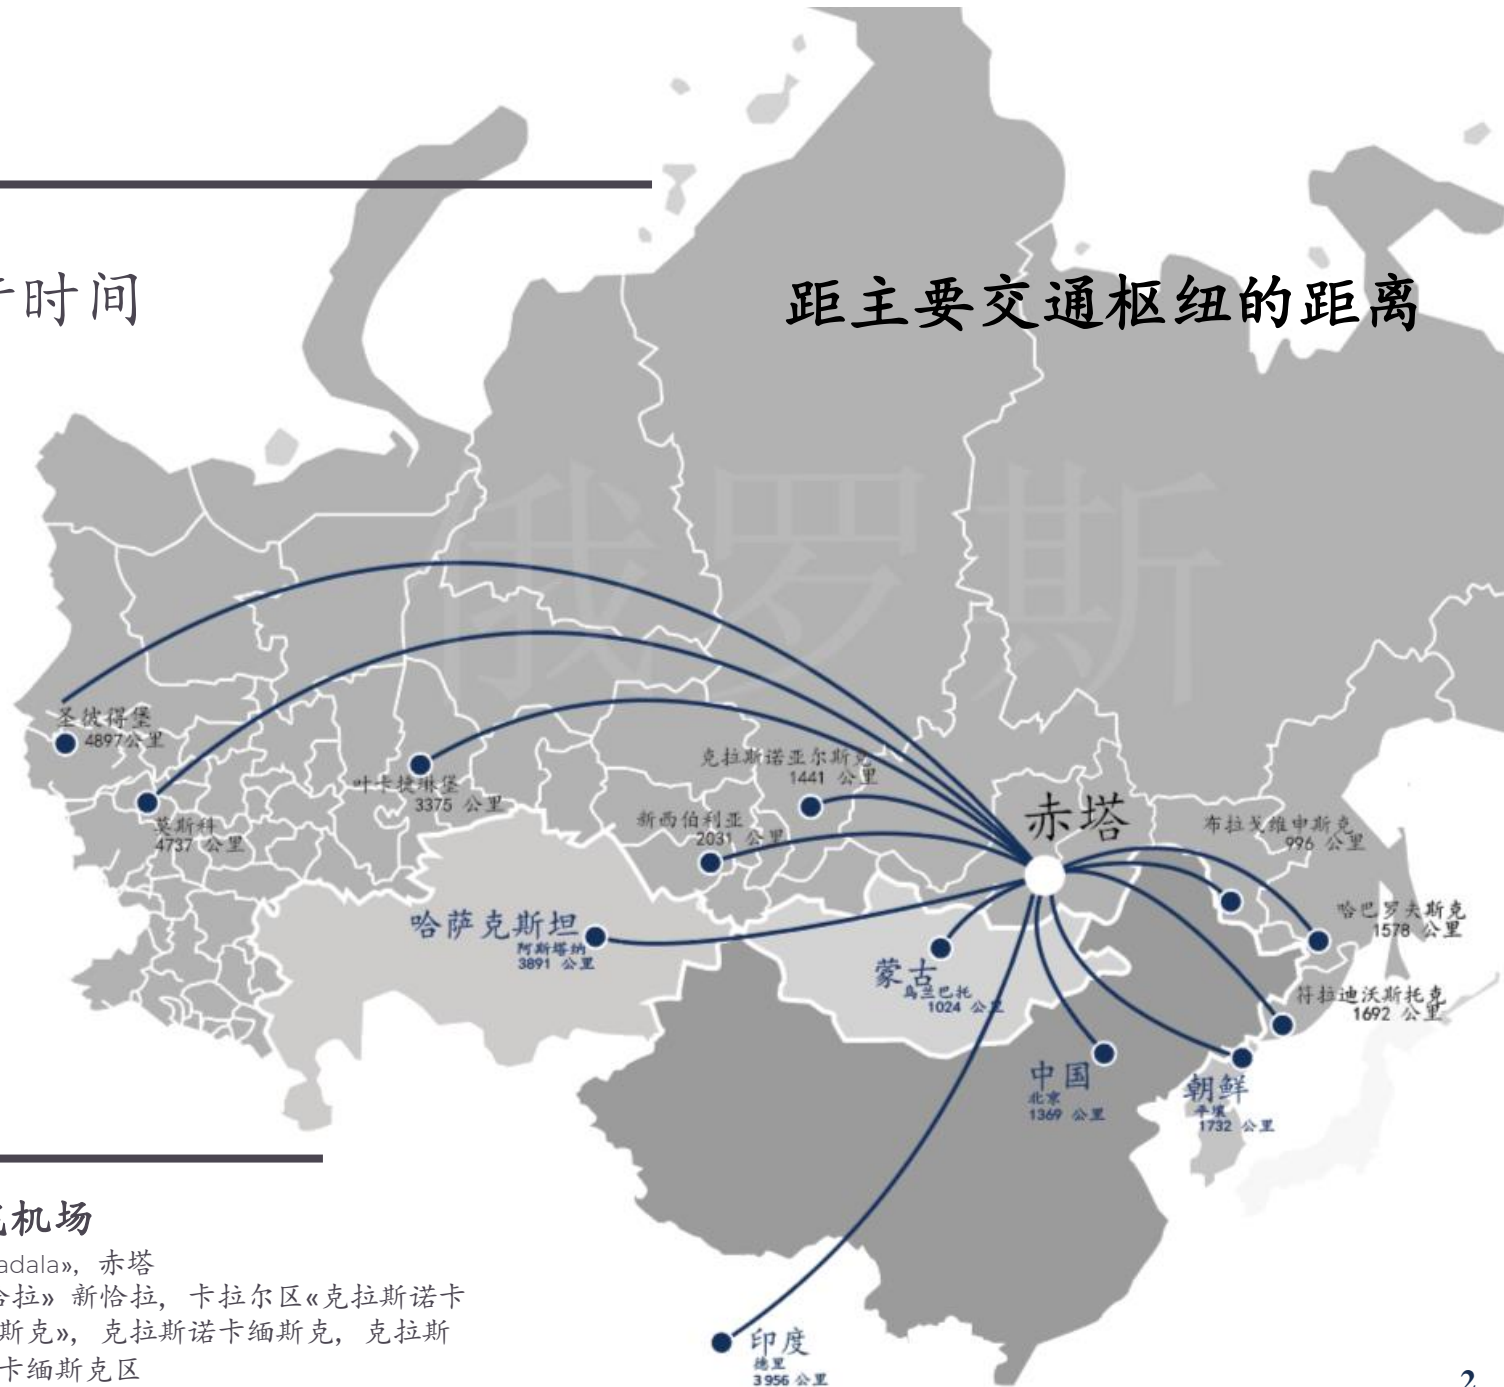 时间
距主要交通枢纽的距离
俄罗斯
圣彼得堡
4897公里
莫斯科
4737 公里
叶卡捷琳堡
3375 公里
克拉斯诺亚尔斯克
1441 公里
新西伯利亚
2031 公里
赤塔
布拉戈维申斯克
996 公里
哈巴罗夫斯克
1578 公里
符拉迪沃斯托克
1692 公里
哈萨克斯坦
阿斯塔纳
3891 公里
蒙古
乌兰巴托
1024 公里
中国
北京
1369 公里
朝鲜
平壤
1732 公里
印度
德里
3956 公里
机场
adala», 赤塔
拉» 新恰拉, 卡拉尔区«克拉斯诺卡
斯克», 克拉斯诺卡缅斯克, 克拉斯
卡缅斯克区
2